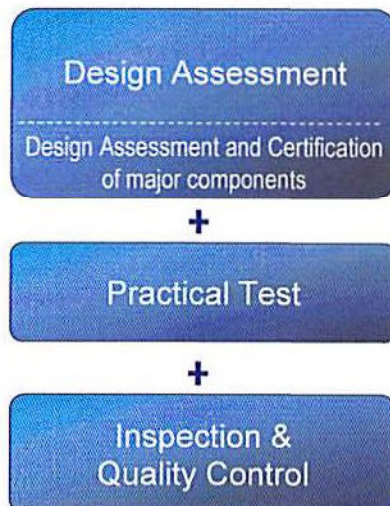 Design Assessment
Design Assessment and Certification
of major components
+
Practical Test
+
Inspection &
Quality Control